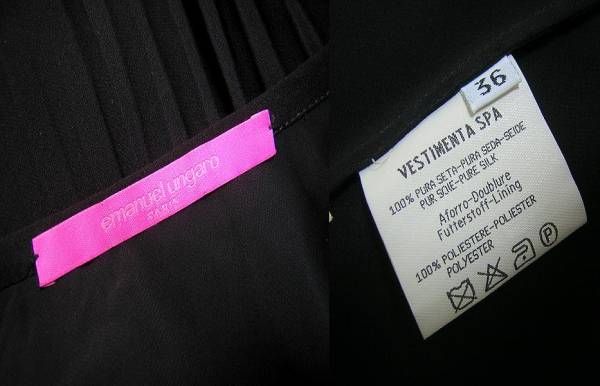 emanuel ungaro
PARIS
36
VESTIMENTA SPA
100% PURA SETA-PURA SEDA-SEIDE
PUR SOIE-PURE SILK
Aforro-Doublure
Futterstoff-Lining
100% POLIESTERE-POLIESTER
POLYESTER
P